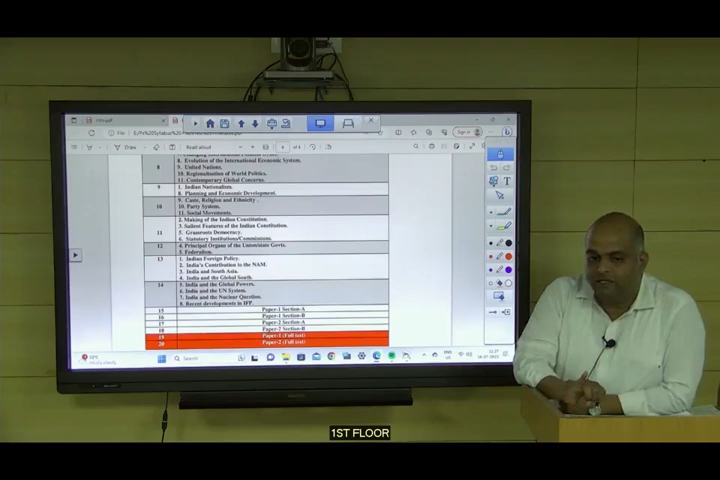 Sign in
File
Draw
Read aloud
of 4
8
8. Evolution of the International Economic System.
9. United Nations.
10. Regionalisation of World Politics.
11. Contemporary Global Concerns.
9
1. Indian Nationalism.
8. Planning and Economic Development.
10
9. Caste, Religion and Ethnicity
10. Party System.
11. Social Movements.
11
2. Making of the Indian Constitution.
3. Salient Features of the Indian Constitution.
5. Grassroots Democracy.
6. Statutory Institutions/Commissions.
12
4. Principal Organs of the Union/state Govts.
5. Federalism.
13
1. Indian Foreign Policy.
2. India's Contribution to the NAM.
3. India and South Asia.
4. India and the Global South.
14
5. India and the Global Powers.
6. India and the UN System.
7. India and the Nuclear Question.
8. Recent developments in IFP.
15 Paper-1 Section-A
16 Paper-1 Section-B
17 Paper-2 Section-A
18 Paper-2 Section-B
19 Paper-1 (Full test)
20 Paper-2 (Full test)
Search
ENG
1ST FLOOR